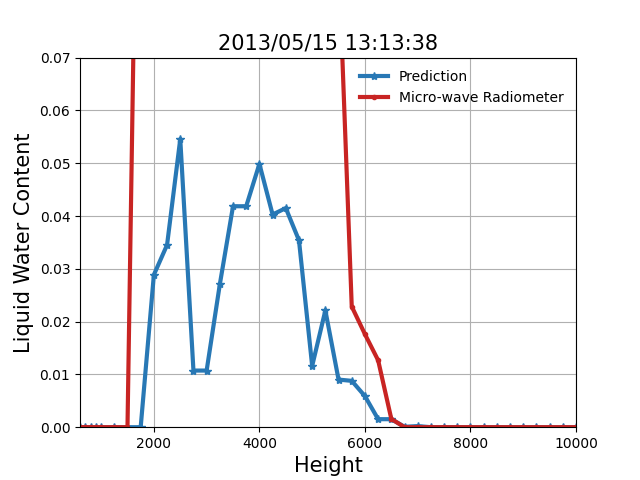 2013/05/15 13:13:38
0.07
0.06
0.05
0.04
0.03
0.02
0.01
0.00
Liquid Water Content
Prediction
Micro-wave Radiometer
2000 4000 6000 8000 10000
Height